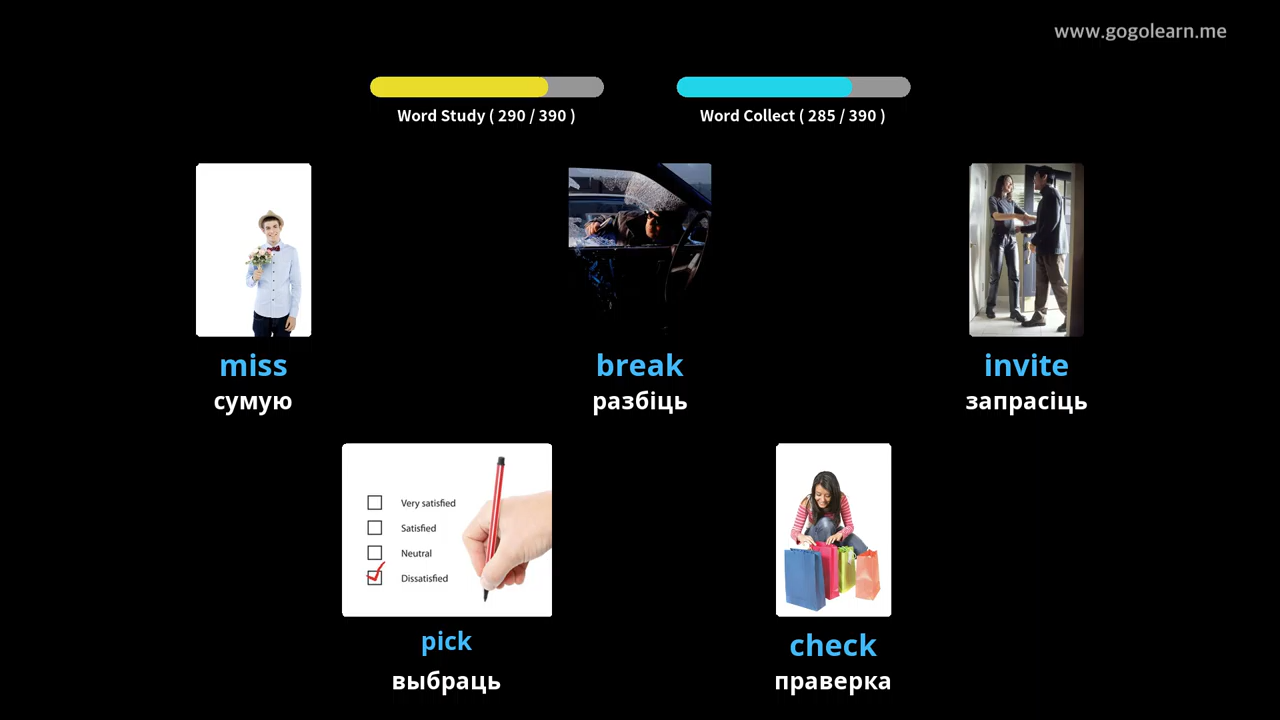 www.gogolearn.me
Word Study ( 290 / 390 )
Word Collect ( 285 / 390 )
miss
сумую
break
разбіць
invite
запрасіць
Very satisfied
Satisfied
Neutral
Dissatisfied
pick
выбраць
check
праверка